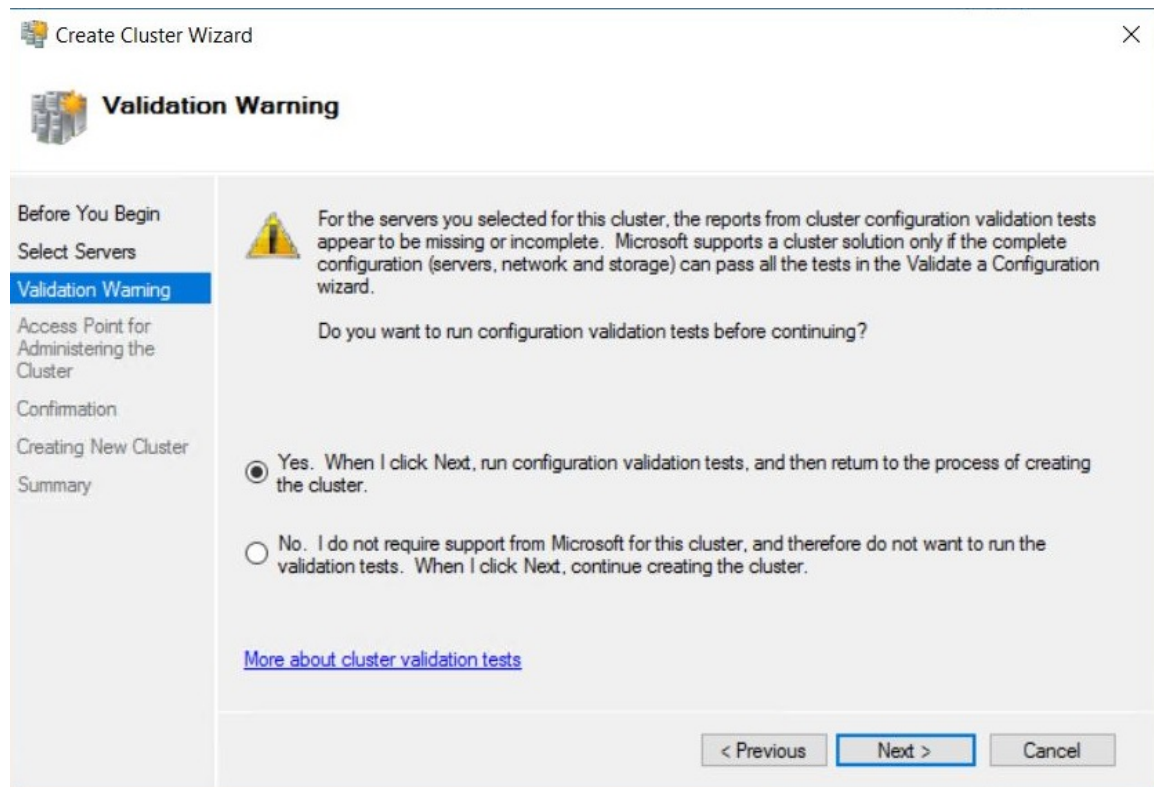 Create Cluster Wizard
Validation Warning
Before You Begin
Select Servers
Validation Warning
Access Point for
Administering the
Cluster
Confirmation
Creating New Cluster
Summary
For the servers you selected for this cluster, the reports from cluster configuration validation tests
appear to be missing or incomplete.  Microsoft supports a cluster solution only if the complete
configuration (servers, network and storage) can pass all the tests in the Validate a Configuration
wizard.
Do you want to run configuration validation tests before continuing?
Yes.  When I click Next, run configuration validation tests, and then return to the process of creating
the cluster.
No.  I do not require support from Microsoft for this cluster, and therefore do not want to run the
validation tests.  When I click Next, continue creating the cluster.
More about cluster validation tests
< Previous
Next >
Cancel